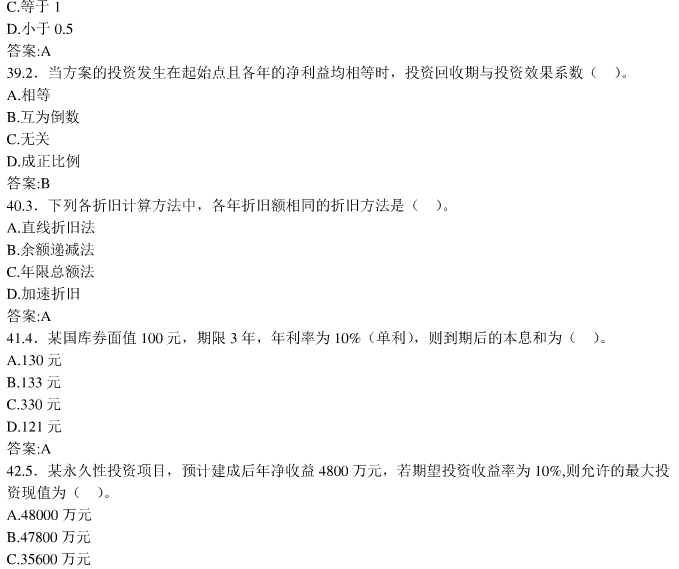 C.等于 1
D.小于 0.5
答案:A
39.2．当方案的投资发生在起始点且各年的净利益均相等时，投资回收期与投资效果系数（　）。
A.相等
B.互为倒数
C.无关
D.成正比例
答案:B
40.3．下列各折旧计算方法中，各年折旧额相同的折旧方法是（　）。
A.直线折旧法
B.余额递减法
C.年限总额法
D.加速折旧
答案:A
41.4．某国库券面值 100 元，期限 3 年，年利率为 10%（单利），则到期后的本息和为（　）。
A.130 元
B.133 元
C.330 元
D.121 元
答案:A
42.5．某永久性投资项目，预计建成后年净收益 4800 万元，若期望投资收益率为 10%,则允许的最大投
资现值为（　）。
A.48000 万元
B.47800 万元
C.35600 万元